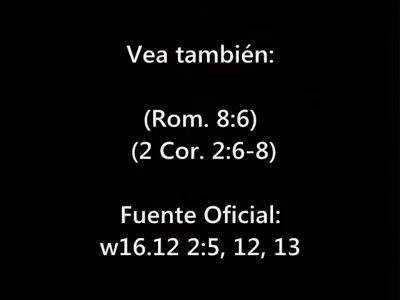 Vea también:
(Rom. 8:6)
(2 Cor. 2:6-8)
Fuente Oficial:
w16.12 2:5, 12, 13